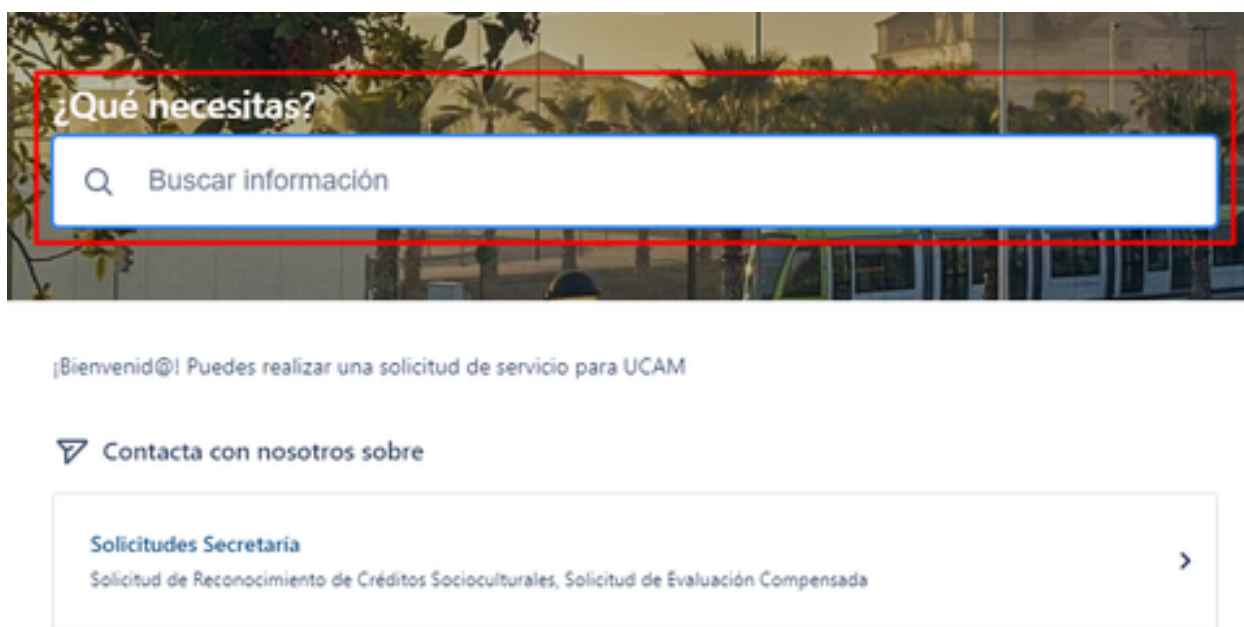 ¿Qué necesitas?
Buscar información
¡Bienvenid@! Puedes realizar una solicitud de servicio para UCAM
Contacta con nosotros sobre
Solicitudes Secretaría
Solicitud de Reconocimiento de Créditos Socioculturales, Solicitud de Evaluación Compensada